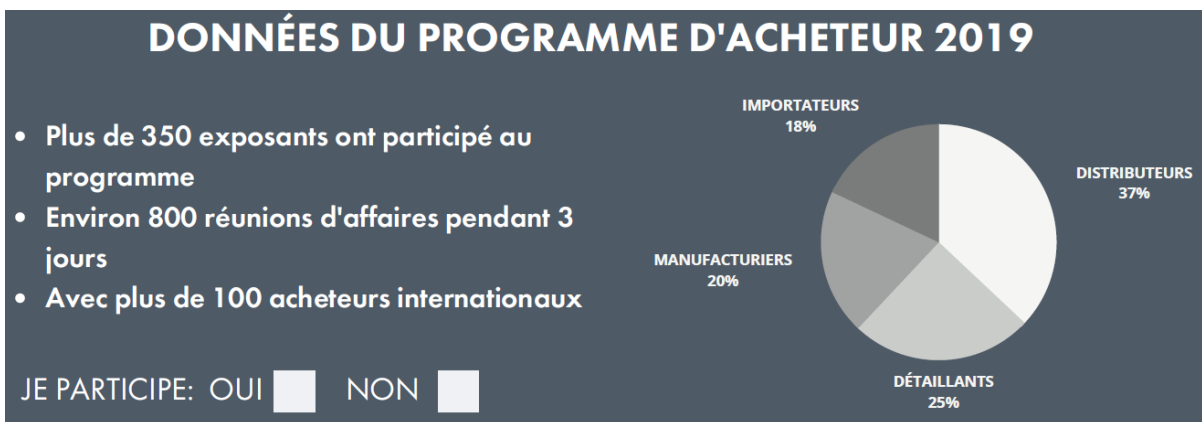 DONNÉES DU PROGRAMME D'ACHETEUR 2019
• Plus de 350 exposants ont participé au
programme
• Environ 800 réunions d'affaires pendant 3
jours
• Avec plus de 100 acheteurs internationaux
JE PARTICIPE: OUI NON
IMPORTATEURS
18%
DISTRIBUTEURS
37%
MANUFACTURIERS
20%
DÉTAILLANTS
25%